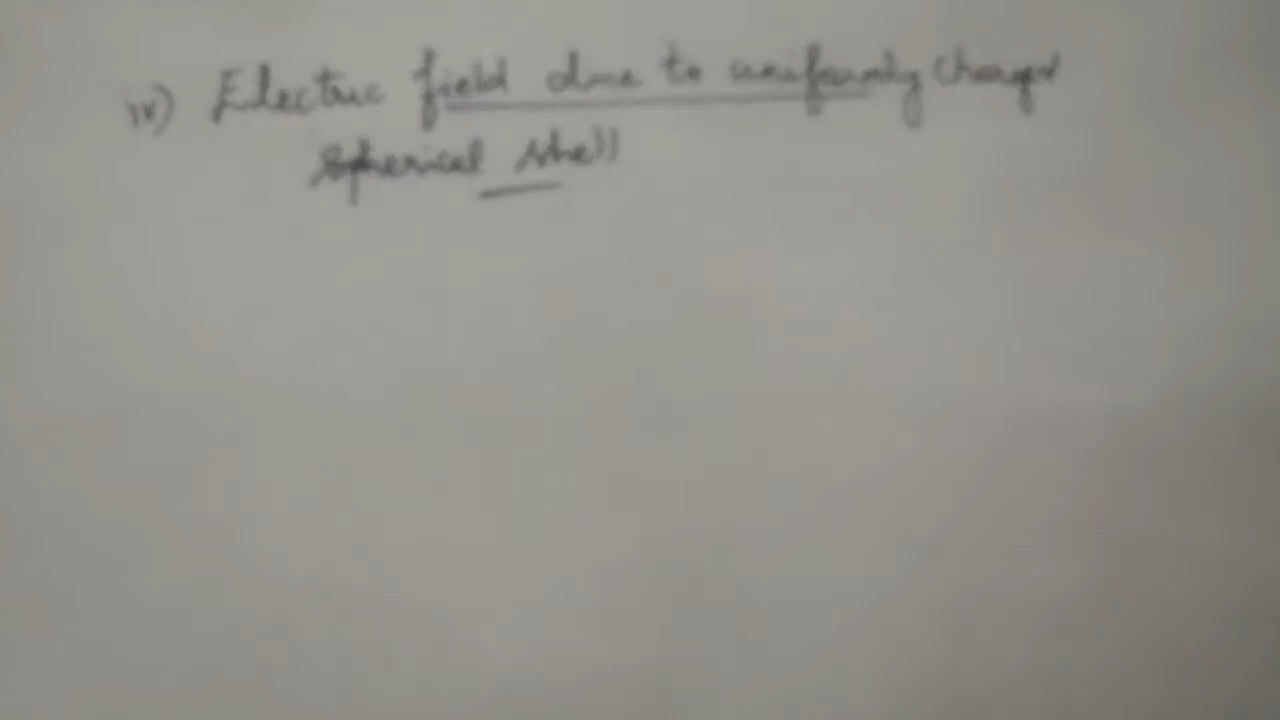 iv) Electric field due to uniformly charged
spherical shell